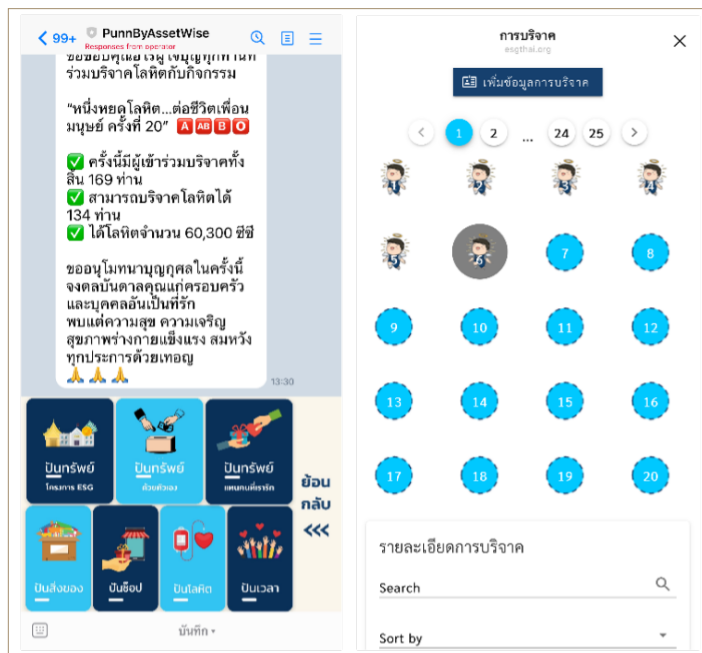 99+
PunnByAssetWise
Responses from operator
ร่วมบริจาคโลหิตกับกิจกรรม
“หนึ่งหยดโลหิต...ต่อชีวิตเพื่อน
มนุษย์ ครั้งที่ 20” A AB B O
ครั้งนี้มีผู้เข้าร่วมบริจาคทั้ง
สิ้น 169 ท่าน
สามารถบริจาคโลหิตได้
134 ท่าน
ได้โลหิตจำนวน 60,300 ซีซี
ขออนุโมทนาบุญกุศลในครั้งนี้
จงดลบันดาลคุณแก่ครอบครัว
และบุคคลอันเป็นที่รัก
พบแต่ความสุข ความเจริญ
สุขภาพร่างกายแข็งแรง สมหวัง
ทุกประการด้วยเทอญ
13:30
ปันทรัพย์
โครงการ ESG
ปันทรัพย์
ด้วยตัวเอง
ปันทรัพย์
แทนคนที่เรารัก
ย้อน
กลับ
<<<
ปันสิ่งของ
ปันช็อป
ปันโลหิต
ปันเวลา
บันทึก
การบริจาค
esgthai.org
เพิ่มข้อมูลการบริจาค
< 1 2 ... 24 25 >
1 2 3 4
5 6 7 8
9 10 11 12
13 14 15 16
17 18 19 20
รายละเอียดการบริจาค
Search
Sort by